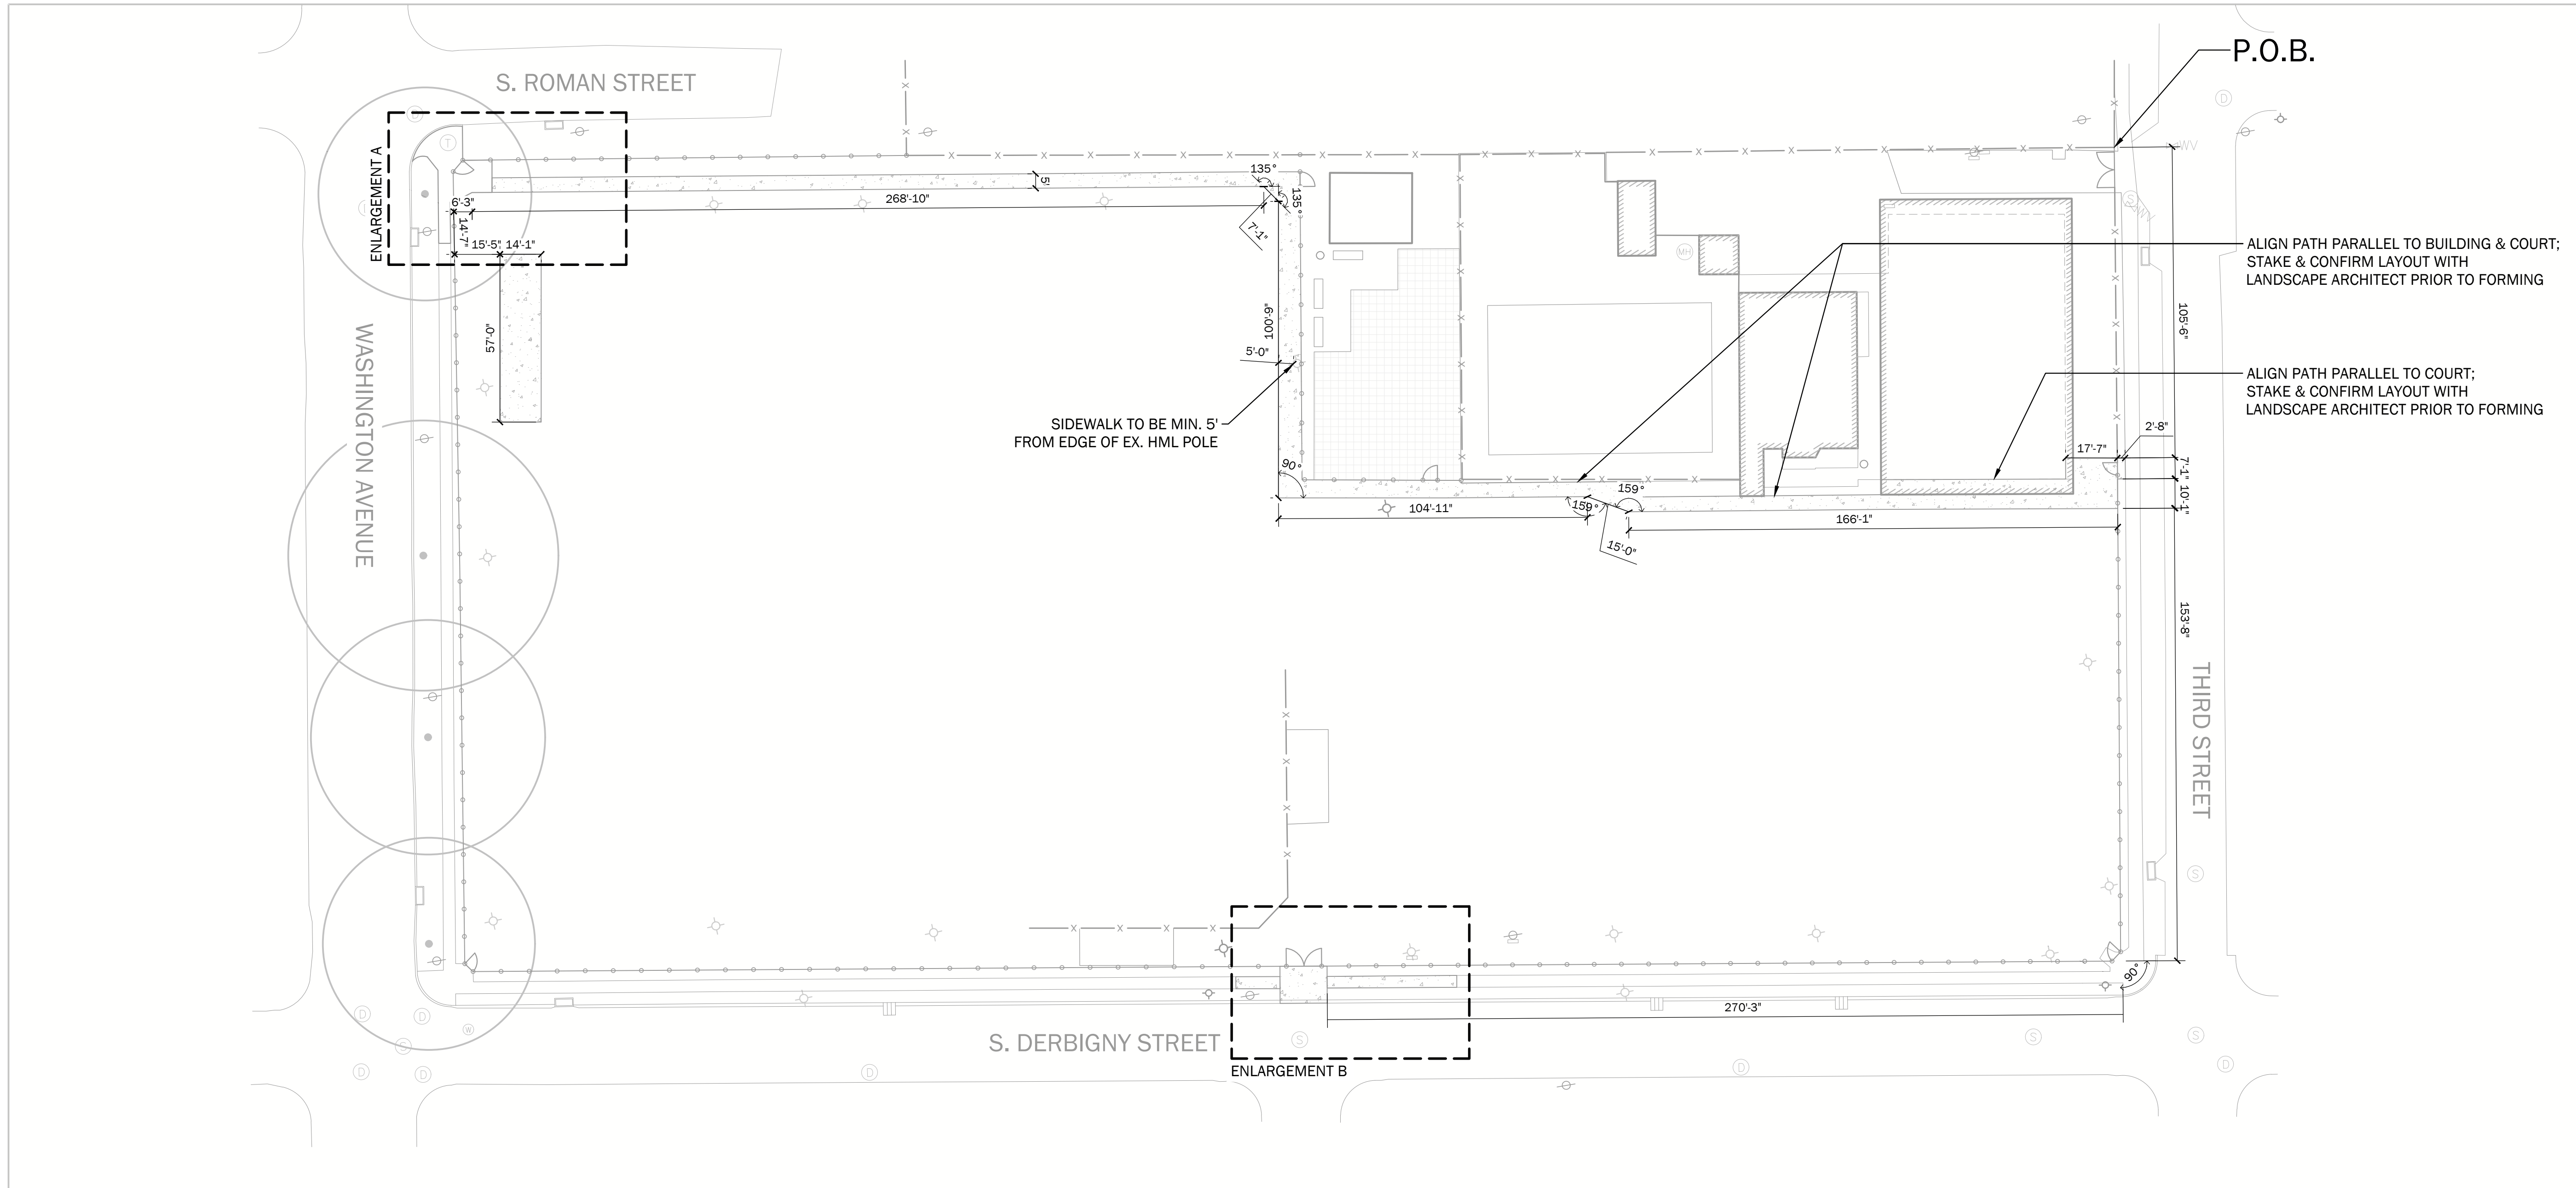 P.O.B.
S. ROMAN STREET
ENLARGEMENT A
T
D
WV
S
MH
135°
135°
5'
268'-10"
7'-1"
6'-3"
14'-7"
15'-5"
14'-1"
57'-0"
WASHINGTON AVENUE
100'-9"
5'-0"
SIDEWALK TO BE MIN. 5'
FROM EDGE OF EX. HML POLE
90°
104'-11"
159°
159°
15'-0"
166'-1"
ALIGN PATH PARALLEL TO BUILDING & COURT;
STAKE & CONFIRM LAYOUT WITH
LANDSCAPE ARCHITECT PRIOR TO FORMING
105'-6"
ALIGN PATH PARALLEL TO COURT;
STAKE & CONFIRM LAYOUT WITH
LANDSCAPE ARCHITECT PRIOR TO FORMING
2'-8"
17'-7"
7'-1"
10'-1"
153'-8"
THIRD STREET
S
90°
270'-3"
S. DERBIGNY STREET
ENLARGEMENT B
D
D
W
S
D
D
D
S
D
S
S
D